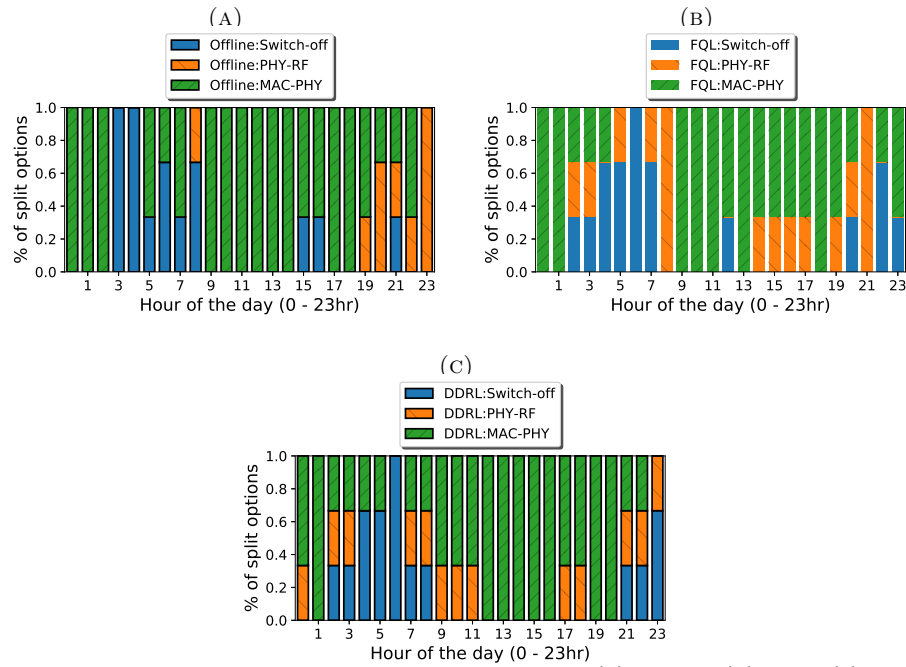 (A)
Offline:Switch-off
Offline:PHY-RF
Offline:MAC-PHY
% of split options
1.0
0.8
0.6
0.4
0.2
0.0
1 3 5 7 9 11 13 15 17 19 21 23
Hour of the day (0 - 23hr)
(B)
FQL:Switch-off
FQL:PHY-RF
FQL:MAC-PHY
% of split options
1.0
0.8
0.6
0.4
0.2
0.0
1 3 5 7 9 11 13 15 17 19 21 23
Hour of the day (0 - 23hr)
(C)
DDRL:Switch-off
DDRL:PHY-RF
DDRL:MAC-PHY
% of split options
1.0
0.8
0.6
0.4
0.2
0.0
1 3 5 7 9 11 13 15 17 19 21 23
Hour of the day (0 - 23hr)